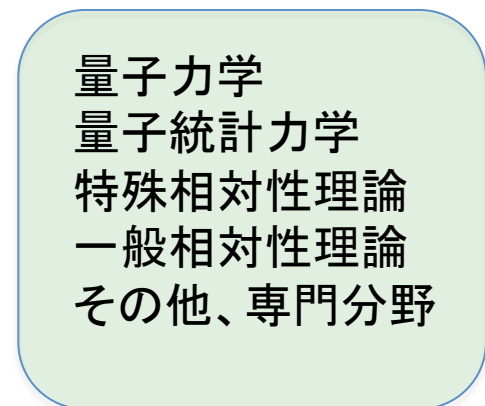 量子力学
量子統計力学
特殊相対性理論
一般相対性理論
その他、専門分野